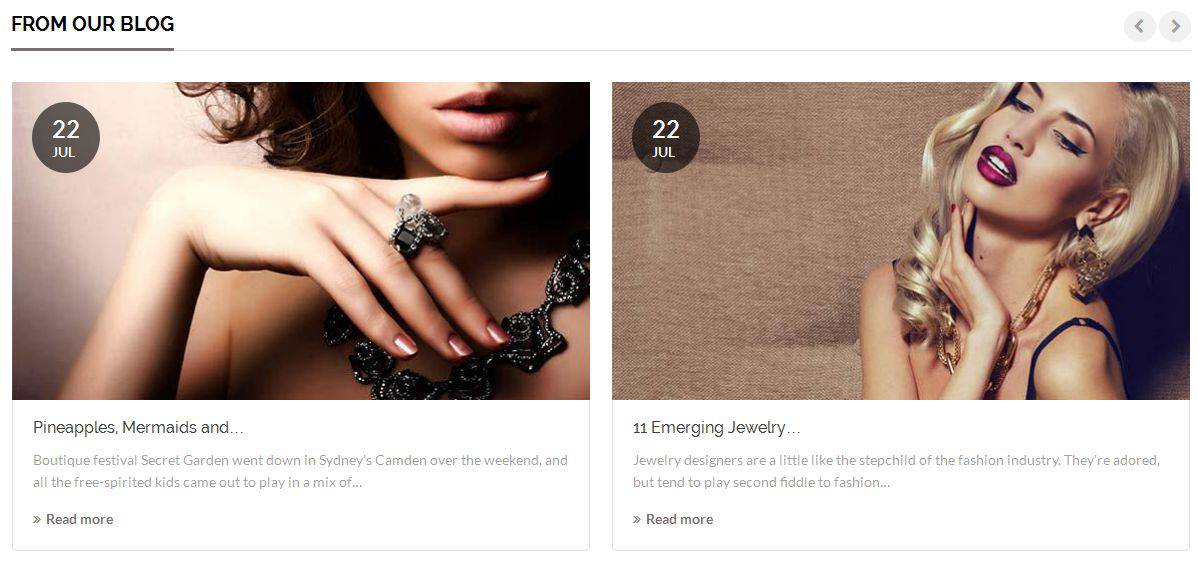 FROM OUR BLOG
22
JUL
22
JUL
Pineapples, Mermaids and…
Boutique festival Secret Garden went down in Sydney's Camden over the weekend, and
all the free-spirited kids came out to play in a mix of…
» Read more
11 Emerging Jewelry…
Jewelry designers are a little like the stepchild of the fashion industry. They're adored,
but tend to play second fiddle to fashion…
» Read more